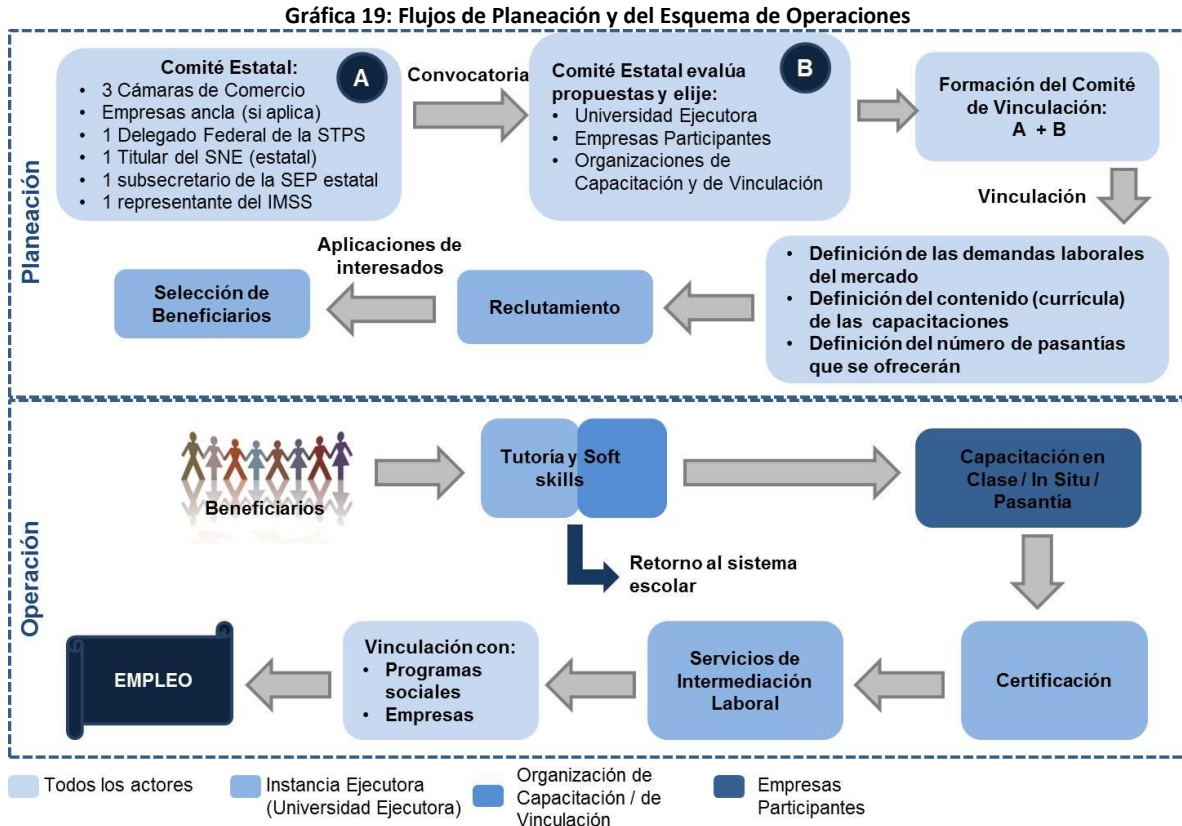 Gráfica 19: Flujos de Planeación y del Esquema de Operaciones
Planeación
Comité Estatal:
• 3 Cámaras de Comercio
• Empresas ancla (si aplica)
• 1 Delegado Federal de la STPS
• 1 Titular del SNE (estatal)
• 1 subsecretario de la SEP estatal
• 1 representante del IMSS
A
Convocatoria
Comité Estatal evalúa
propuestas y elije:
• Universidad Ejecutora
• Empresas Participantes
• Organizaciones de
Capacitación y de Vinculación
B
Formación del Comité
de Vinculación:
A + B
Vinculación
• Definición de las demandas laborales
del mercado
• Definición del contenido (currícula)
de las capacitaciones
• Definición del número de pasantías
que se ofrecerán
Reclutamiento
Aplicaciones de
interesados
Selección de
Beneficiarios
Operación
Beneficiarios
Tutoría y Soft
skills
Retorno al sistema
escolar
Capacitación en
Clase / In Situ /
Pasantía
Certificación
Servicios de
Intermediación
Laboral
Vinculación con:
• Programas
sociales
• Empresas
EMPLEO
Todos los actores
Instancia Ejecutora
(Universidad Ejecutora)
Organización de
Capacitación / de
Vinculación
Empresas
Participantes